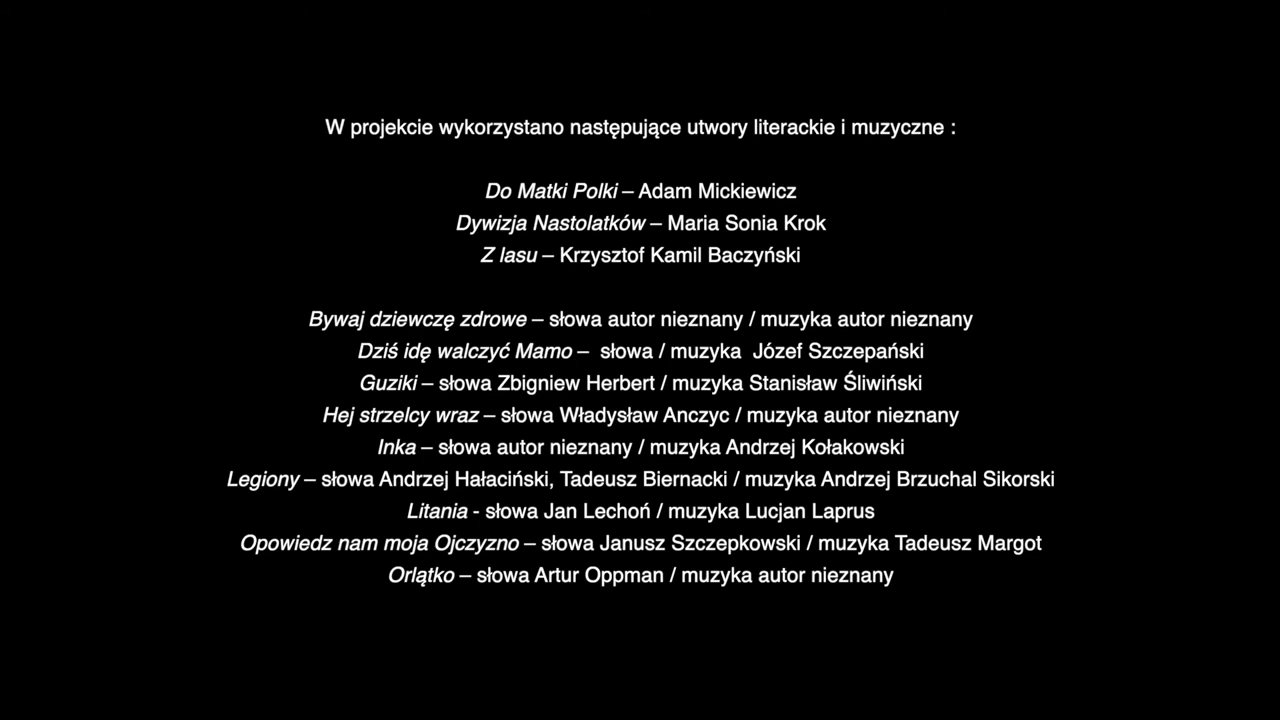 W projekcie wykorzystano następujące utwory literackie i muzyczne :
Do Matki Polki – Adam Mickiewicz
Dywizja Nastolatków – Maria Sonia Krok
Z lasu – Krzysztof Kamil Baczyński
Bywaj dziewczę zdrowe – słowa autor nieznany / muzyka autor nieznany
Dziś idę walczyć Mamo – słowa / muzyka Józef Szczepański
Guziki – słowa Zbigniew Herbert / muzyka Stanisław Śliwiński
Hej strzelcy wraz – słowa Władysław Anczyc / muzyka autor nieznany
Inka – słowa autor nieznany / muzyka Andrzej Kołakowski
Legiony – słowa Andrzej Hałaciński, Tadeusz Biernacki / muzyka Andrzej Brzuchal Sikorski
Litania - słowa Jan Lechoń / muzyka Lucjan Laprus
Opowiedz nam moja Ojczyzno – słowa Janusz Szczepkowski / muzyka Tadeusz Margot
Orlątko – słowa Artur Oppman / muzyka autor nieznany